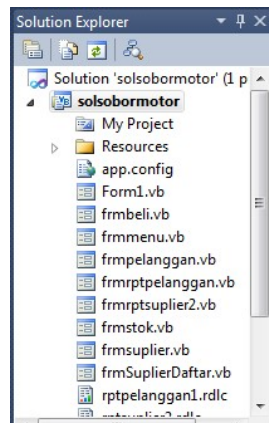 Solution Explorer
Solution 'solsobormotor' (1 p
solsobormotor
My Project
Resources
app.config
Form1.vb
frmbeli.vb
frmmenu.vb
frmpelanggan.vb
frmrptpelanggan.vb
frmrptsuplier2.vb
frmstok.vb
frmsuplier.vb
frmSuplierDaftar.vb
rptpelanggan1.rdlc